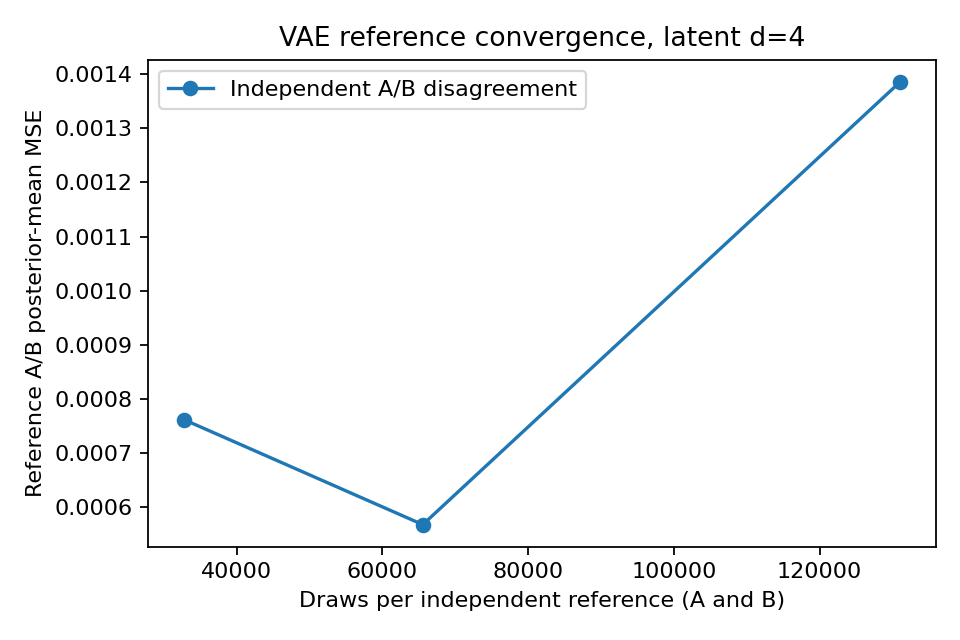 VAE reference convergence, latent d=4
Independent A/B disagreement
Reference A/B posterior-mean MSE
0.0014
0.0013
0.0012
0.0011
0.0010
0.0009
0.0008
0.0007
0.0006
40000 60000 80000 100000 120000
Draws per independent reference (A and B)